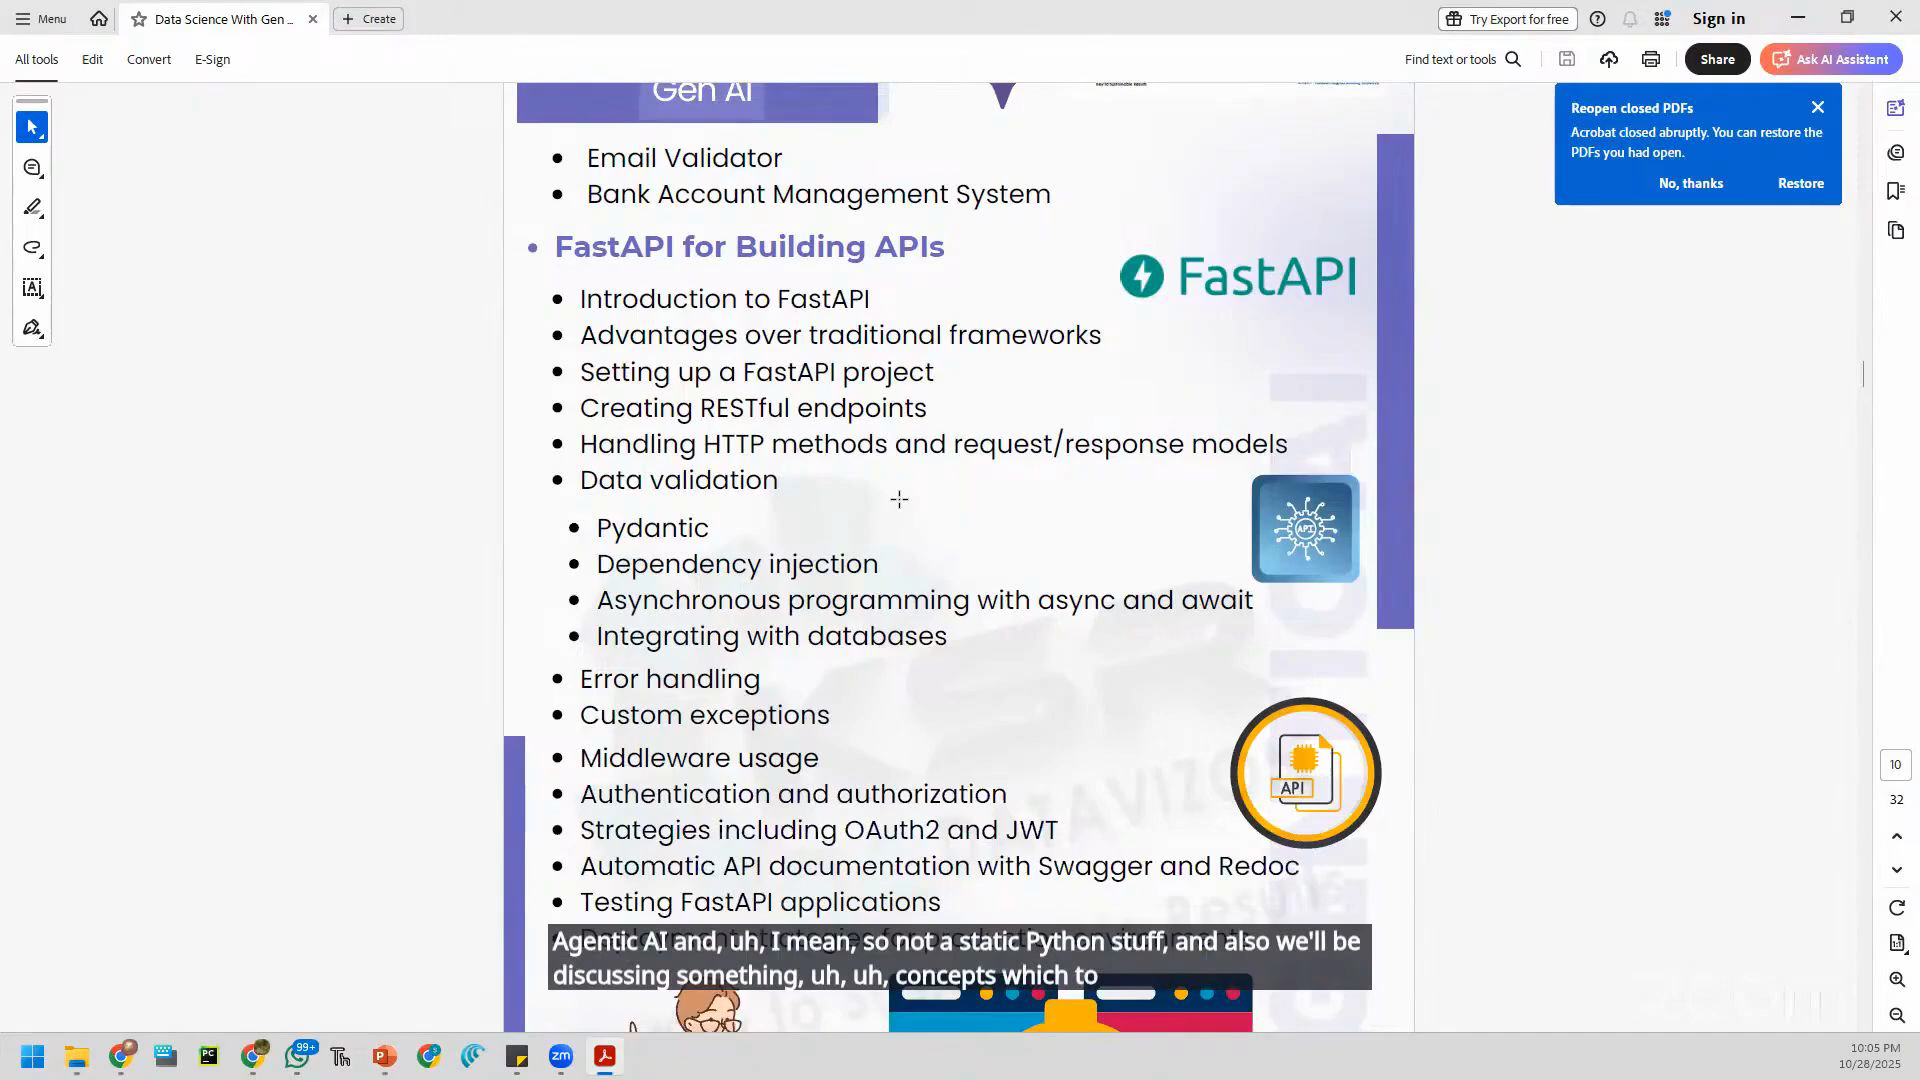 Menu
Data Science With Gen ...
Create
Try Export for free
Sign in
All tools
Edit
Convert
E-Sign
Find text or tools
Share
Ask AI Assistant
Gen AI
Reopen closed PDFs
Acrobat closed abruptly. You can restore the
PDFs you had open.
No, thanks
Restore
• Email Validator
• Bank Account Management System
• FastAPI for Building APIs
FastAPI
• Introduction to FastAPI
• Advantages over traditional frameworks
• Setting up a FastAPI project
• Creating RESTful endpoints
• Handling HTTP methods and request/response models
• Data validation
• Pydantic
API
• Dependency injection
• Asynchronous programming with async and await
• Integrating with databases
• Error handling
• Custom exceptions
• Middleware usage
10
API
• Authentication and authorization
32
• Strategies including OAuth2 and JWT
• Automatic API documentation with Swagger and Redoc
• Testing FastAPI applications
Agentic AI and, uh, I mean, so not a static Python stuff, and also we'll be
discussing something, uh, uh, concepts which to
99+
10:05 PM
10/28/2025